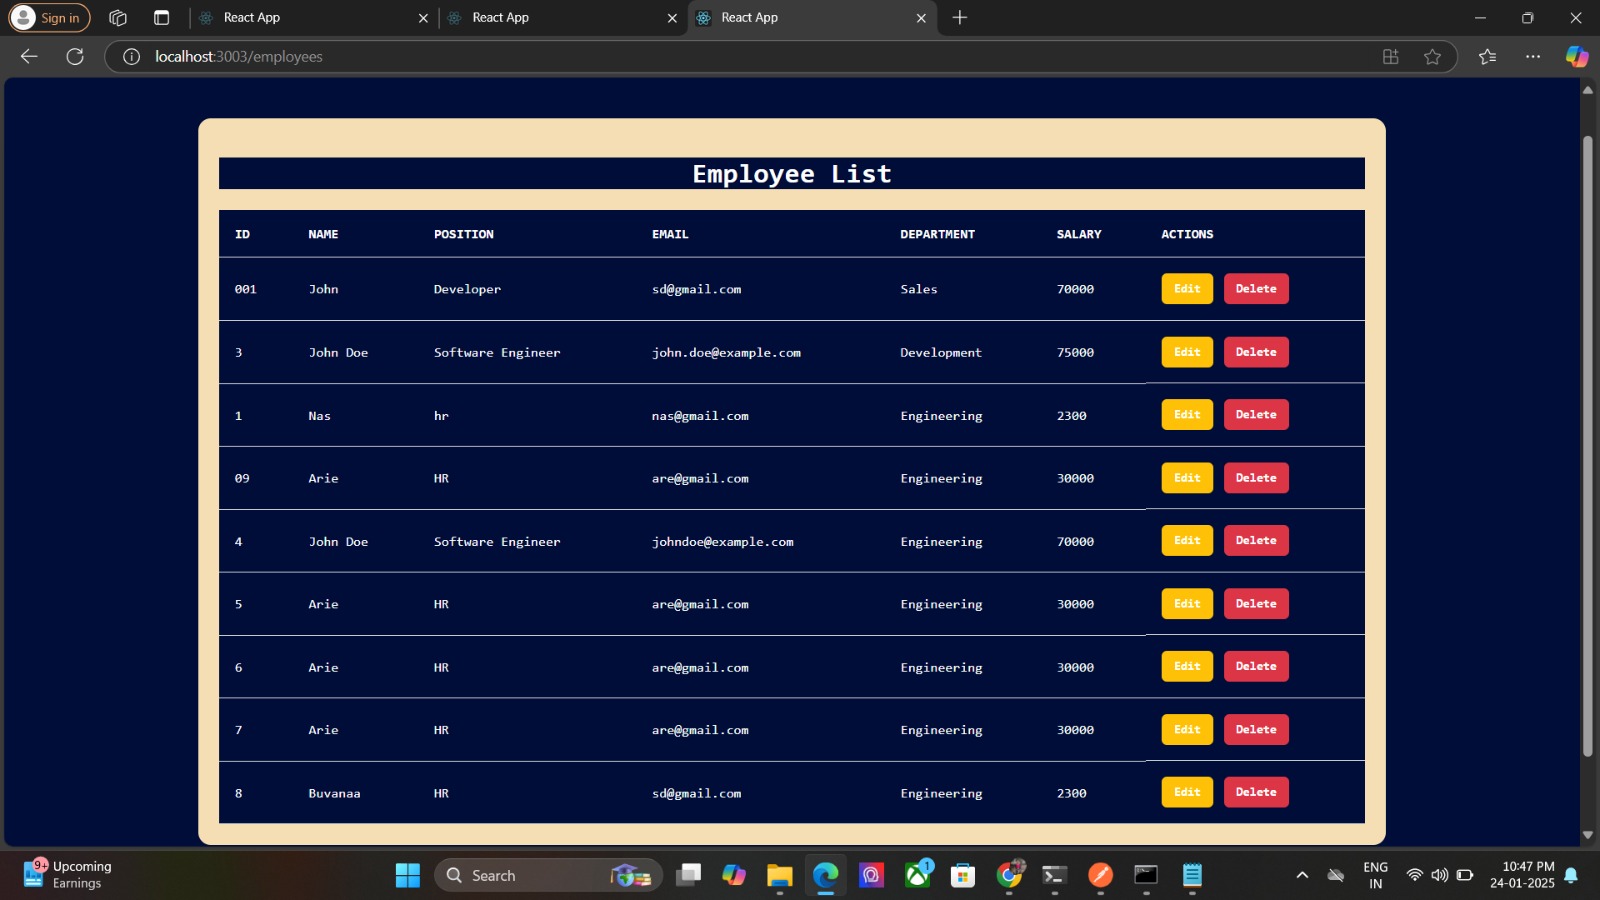 Sign in React App React App React App
localhost:3003/employees
Employee List
ID NAME POSITION EMAIL DEPARTMENT SALARY ACTIONS
001 John Developer sd@gmail.com Sales 70000 Edit Delete
3 John Doe Software Engineer john.doe@example.com Development 75000 Edit Delete
1 Nas hr nas@gmail.com Engineering 2300 Edit Delete
09 Arie HR are@gmail.com Engineering 30000 Edit Delete
4 John Doe Software Engineer johndoe@example.com Engineering 70000 Edit Delete
5 Arie HR are@gmail.com Engineering 30000 Edit Delete
6 Arie HR are@gmail.com Engineering 30000 Edit Delete
7 Arie HR are@gmail.com Engineering 30000 Edit Delete
8 Buvanaa HR sd@gmail.com Engineering 2300 Edit Delete
9+ Upcoming
Earnings
Search
1
ENG
IN
10:47 PM
24-01-2025